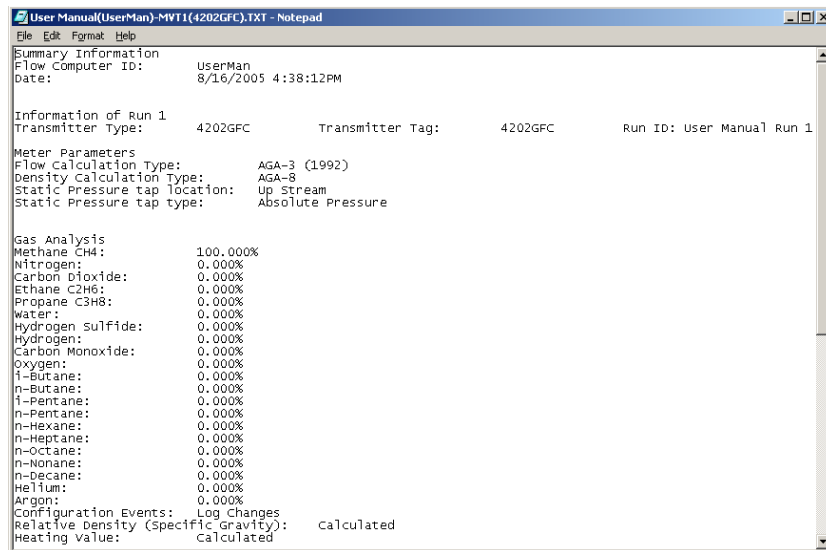 User Manual(UserMan)-MVT1(4202GFC).TXT - Notepad
File Edit Format Help
Summary Information
Flow Computer ID: UserMan
Date: 8/16/2005 4:38:12PM
Information of Run 1
Transmitter Type: 4202GFC Transmitter Tag: 4202GFC Run ID: User Manual Run 1
Meter Parameters
Flow Calculation Type: AGA-3 (1992)
Density Calculation Type: AGA-8
Static Pressure tap location: Up Stream
Static Pressure tap type: Absolute Pressure
Gas Analysis
Methane CH4: 100.000%
Nitrogen: 0.000%
Carbon Dioxide: 0.000%
Ethane C2H6: 0.000%
Propane C3H8: 0.000%
Water: 0.000%
Hydrogen Sulfide: 0.000%
Hydrogen: 0.000%
Carbon Monoxide: 0.000%
Oxygen: 0.000%
i-Butane: 0.000%
n-Butane: 0.000%
i-Pentane: 0.000%
n-Pentane: 0.000%
n-Hexane: 0.000%
n-Heptane: 0.000%
n-Octane: 0.000%
n-Nonane: 0.000%
n-Decane: 0.000%
Helium: 0.000%
Argon: 0.000%
Configuration Events: Log Changes
Relative Density (Specific Gravity): Calculated
Heating Value: Calculated